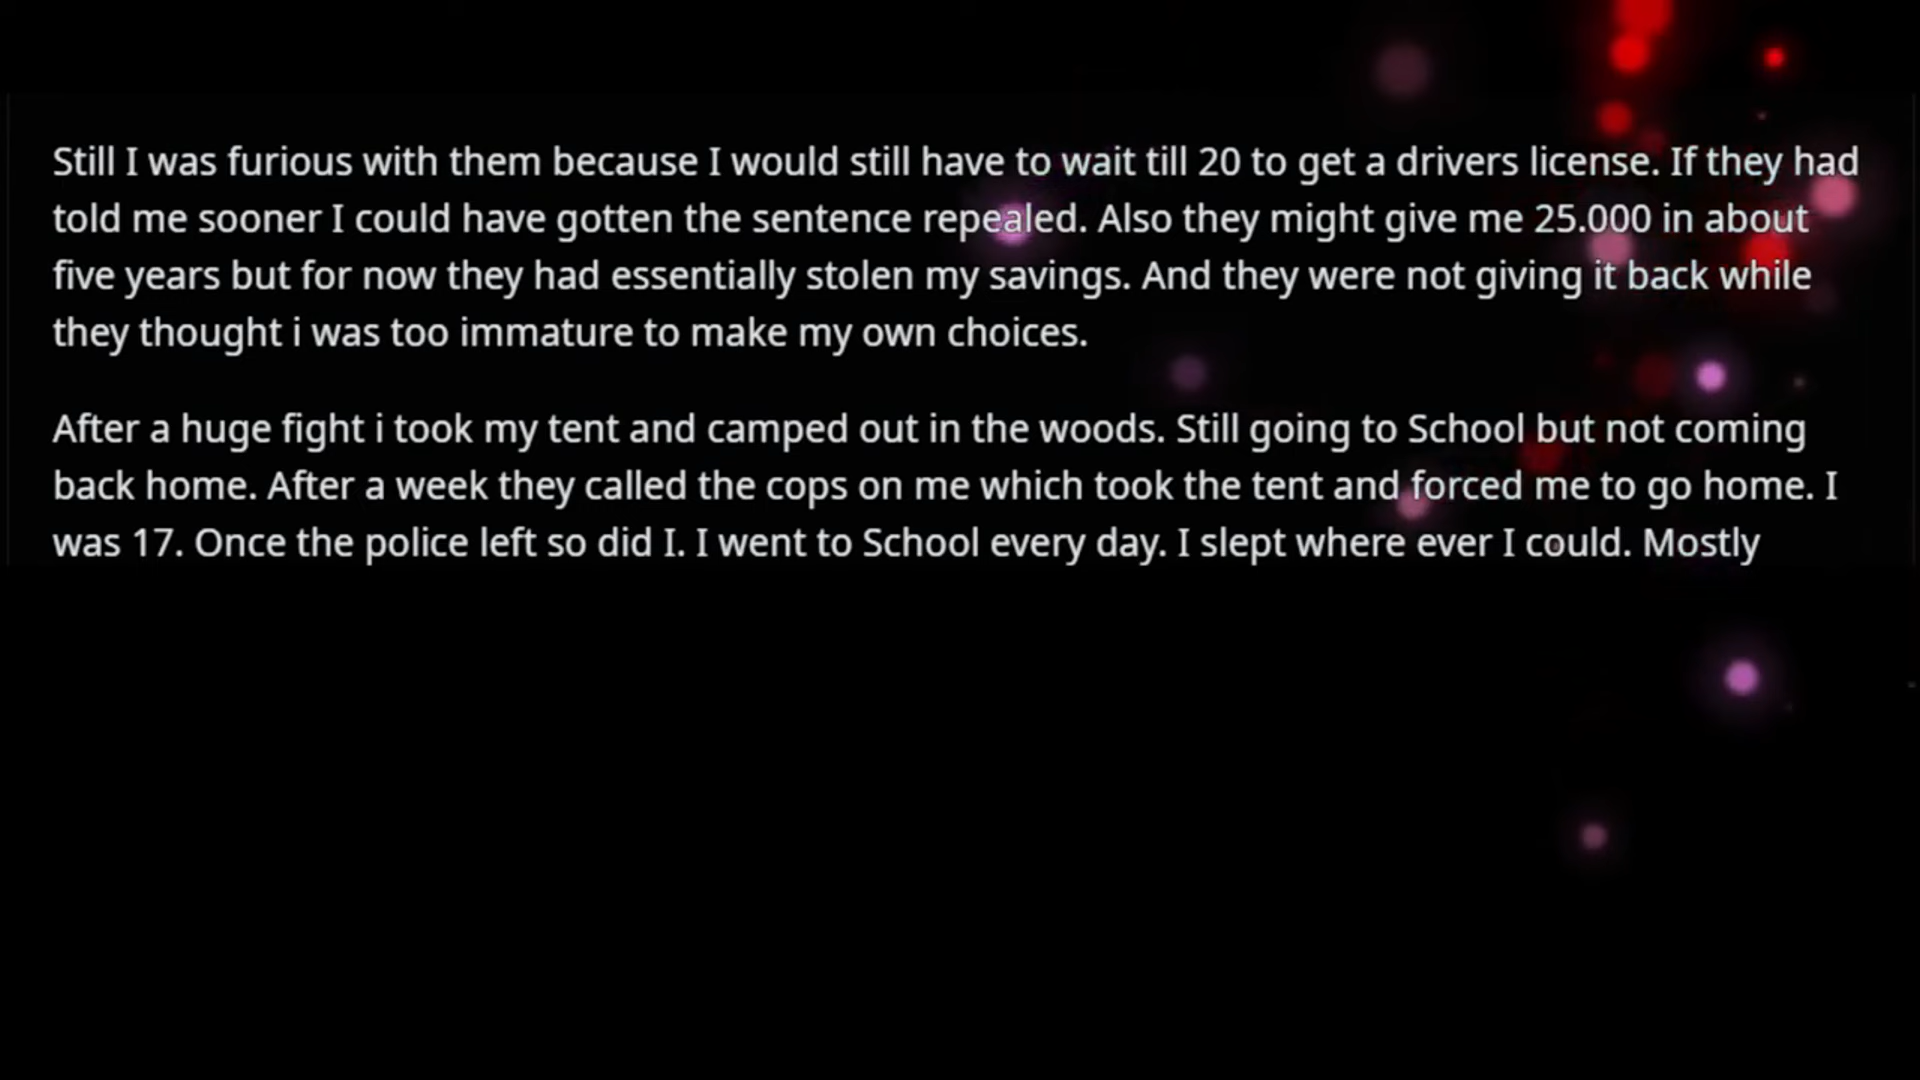 Still I was furious with them because I would still have to wait till 20 to get a drivers license. If they had
told me sooner I could have gotten the sentence repealed. Also they might give me 25.000 in about
five years but for now they had essentially stolen my savings. And they were not giving it back while
they thought i was too immature to make my own choices.
After a huge fight i took my tent and camped out in the woods. Still going to School but not coming
back home. After a week they called the cops on me which took the tent and forced me to go home. I
was 17. Once the police left so did I. I went to School every day. I slept where ever I could. Mostly